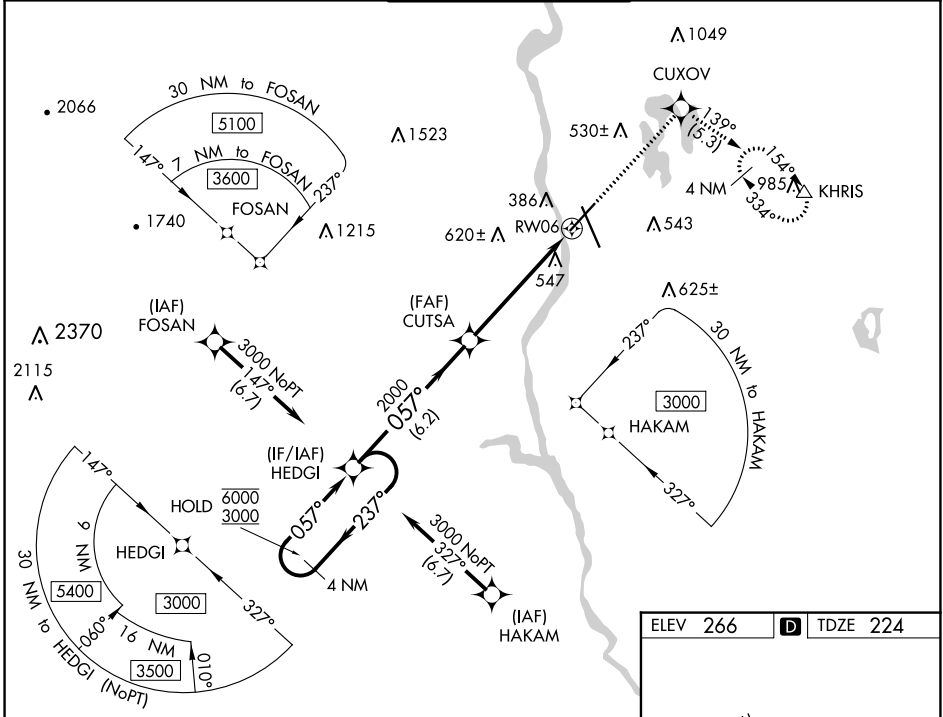 1049
CUXOV
2066
30 NM to FOSAN
5100
1523
530±
139°
(5.3)
147°
7 NM to FOSAN
3600
237°
154°
4 NM
985
KHRIS
334°
FOSAN
386
RW06
543
1740
1215
620±
547
(IAF)
FOSAN
(FAF)
CUTSA
625±
2370
3000 NoPT
147°
(6.7)
237°
30 NM to HAKAM
2115
2000
057°
(6.2)
3000
HAKAM
(IF/IAF)
HEDGI
327°
147°
HOLD
6000
3000
057°
237°
9 NM
HEDGI
3000 NoPT
327°
(6.7)
4 NM
5400
3000
327°
(IAF)
HAKAM
30 NM to HEDGI (NoPT)
060°
16 NM
3500
010°
ELEV 266
D
TDZE 224